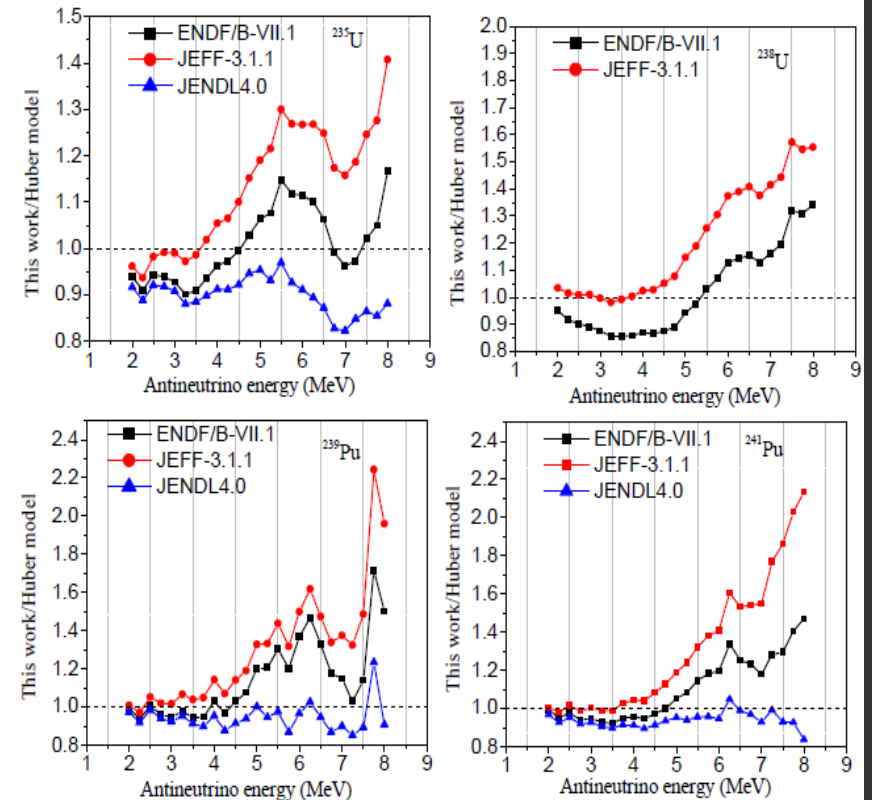 This work/Huber model
1.5
1.4
1.3
1.2
1.1
1.0
0.9
0.8
ENDF/B-VII.1
JEFF-3.1.1
JENDL4.0
²³⁵U
1 2 3 4 5 6 7 8 9
Antineutrino energy (MeV)
This work/Huber model
2.0
1.9
1.8
1.7
1.6
1.5
1.4
1.3
1.2
1.1
1.0
0.9
0.8
ENDF/B-VII.1
JEFF-3.1.1
²³⁸U
1 2 3 4 5 6 7 8 9
Antineutrino energy (MeV)
This work/Huber model
2.4
2.2
2.0
1.8
1.6
1.4
1.2
1.0
0.8
ENDF/B-VII.1
JEFF-3.1.1
JENDL4.0
²³⁹Pu
1 2 3 4 5 6 7 8 9
Antineutrino energy (MeV)
This work/Huber model
2.4
2.2
2.0
1.8
1.6
1.4
1.2
1.0
0.8
ENDF/B-VII.1
JEFF-3.1.1
JENDL4.0
²⁴¹Pu
1 2 3 4 5 6 7 8 9
Antineutrino energy (MeV)